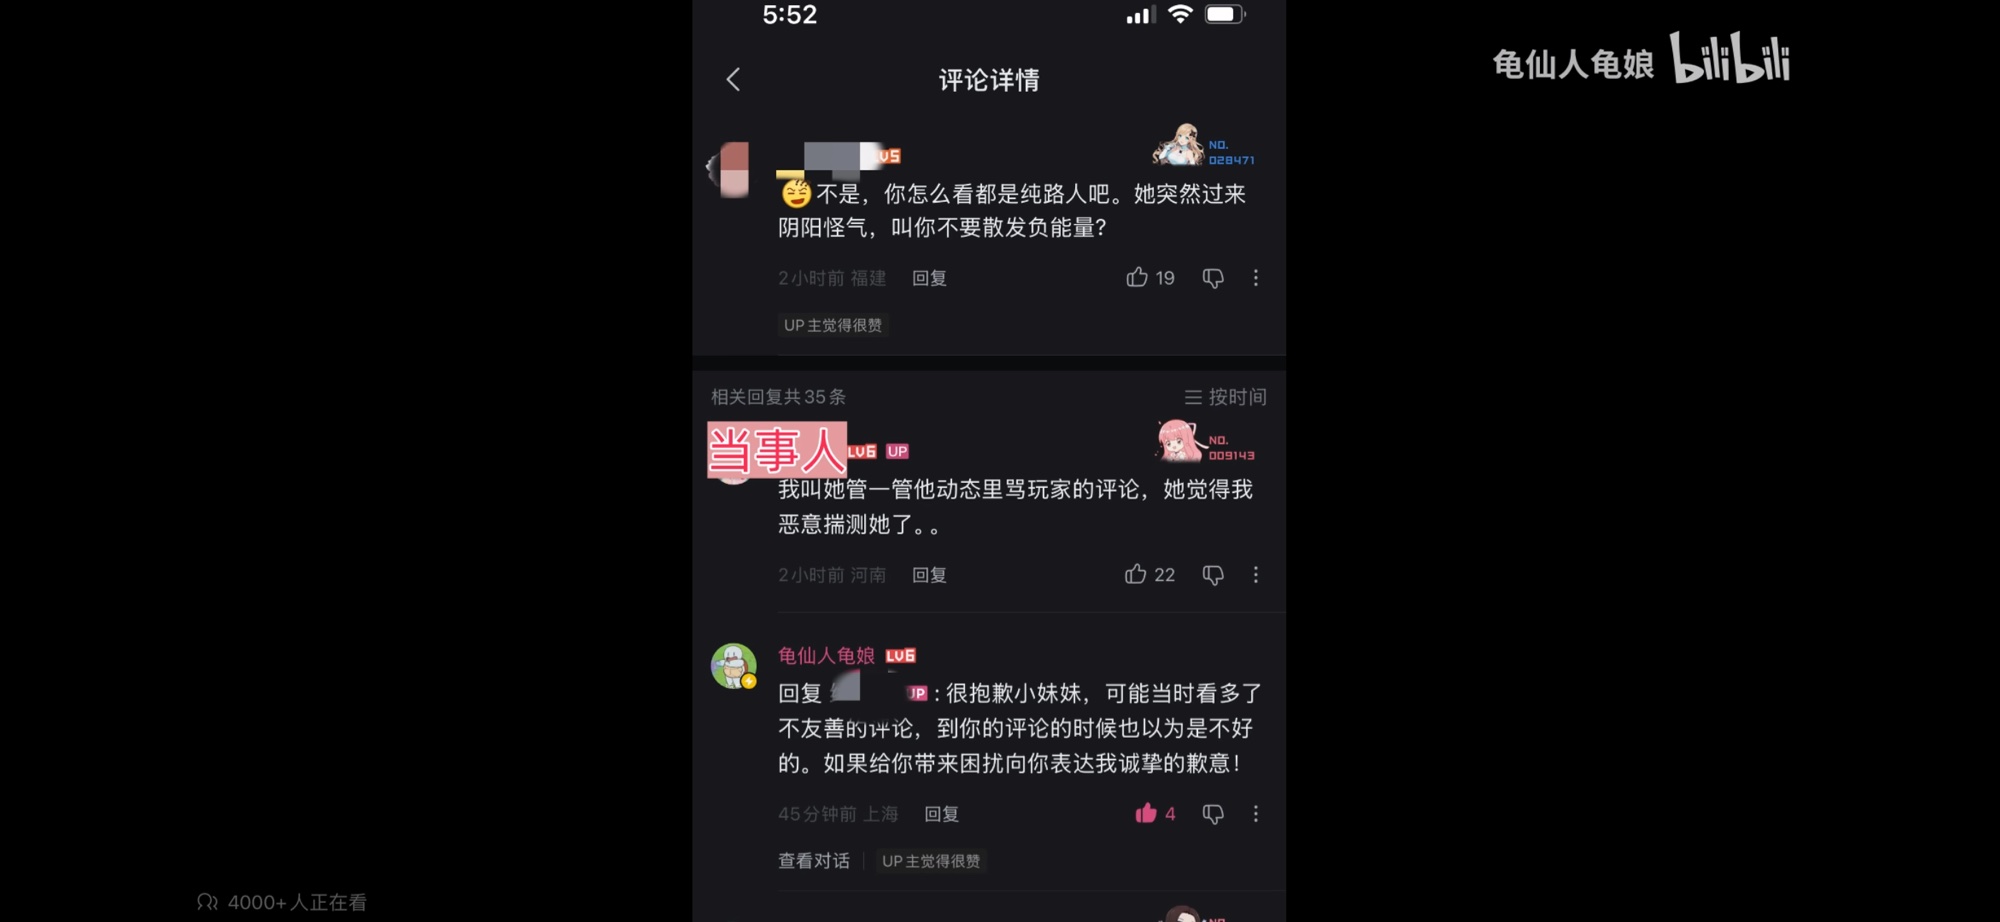 5:52
龟仙人龟娘 bilibili
评论详情
LV5
NO.
028471
不是，你怎么看都是纯路人吧。她突然过来
阴阳怪气，叫你不要散发负能量？
2小时前 福建 回复 19
UP主觉得很赞
相关回复共35条 按时间
当事人 LV6 UP
NO.
009143
我叫她管一管他动态里骂玩家的评论，她觉得我
恶意揣测她了。。
2小时前 河南 回复 22
龟仙人龟娘 LV6
回复 UP：很抱歉小妹妹，可能当时看多了
不友善的评论，到你的评论的时候也以为是不好
的。如果给你带来困扰向你表达我诚挚的歉意！
45分钟前 上海 回复 4
查看对话 UP主觉得很赞
4000+人正在看